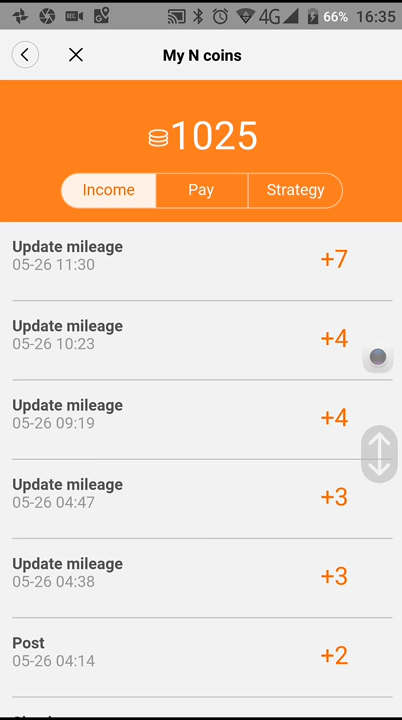 REC
4G
66%
16:35
My N coins
1025
Income
Pay
Strategy
Update mileage
05-26 11:30
+7
Update mileage
05-26 10:23
+4
Update mileage
05-26 09:19
+4
Update mileage
05-26 04:47
+3
Update mileage
05-26 04:38
+3
Post
05-26 04:14
+2